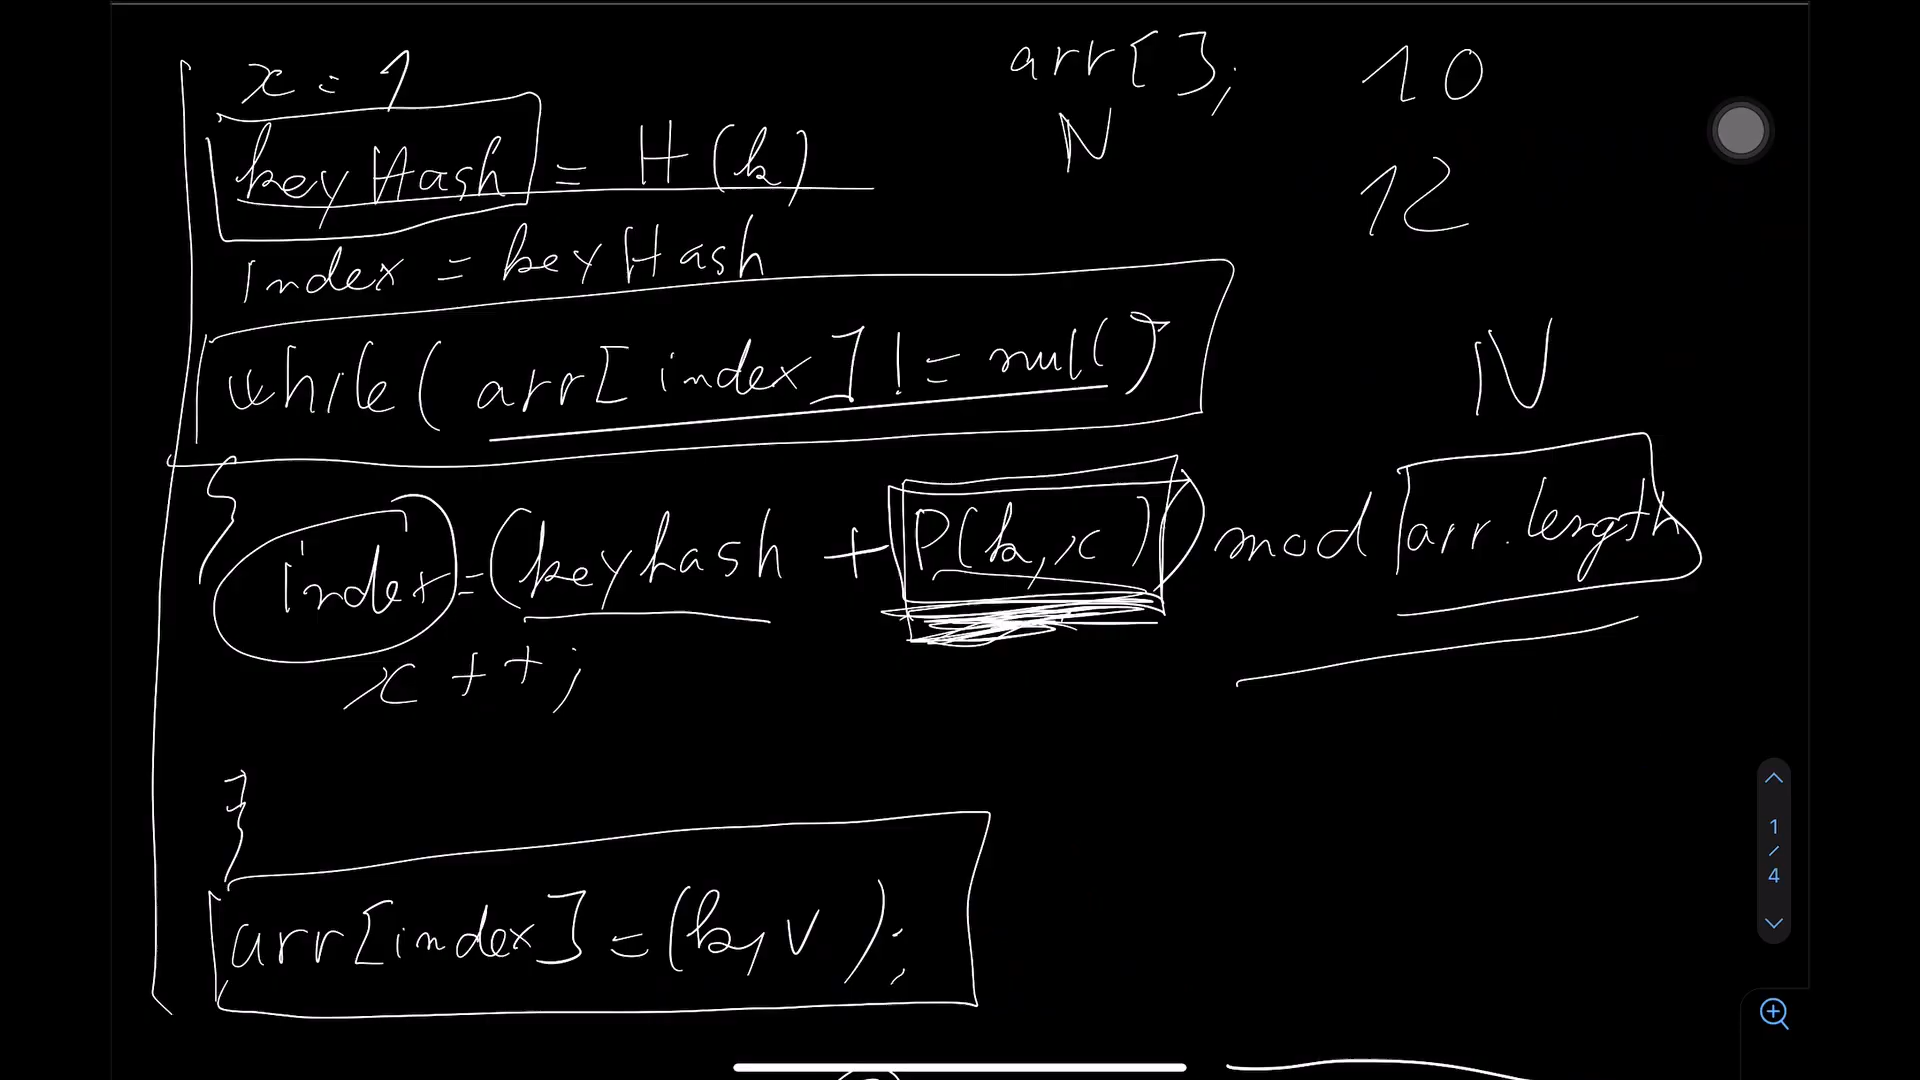 x = 1
arr[];
10
keyHash = H(k)
N
12
index = keyHash
while( arr[index] != null)
N
{
index = (keyhash + P(k,x)) mod arr.length
x++;
}
arr[index] = (k, v);
1
/
4